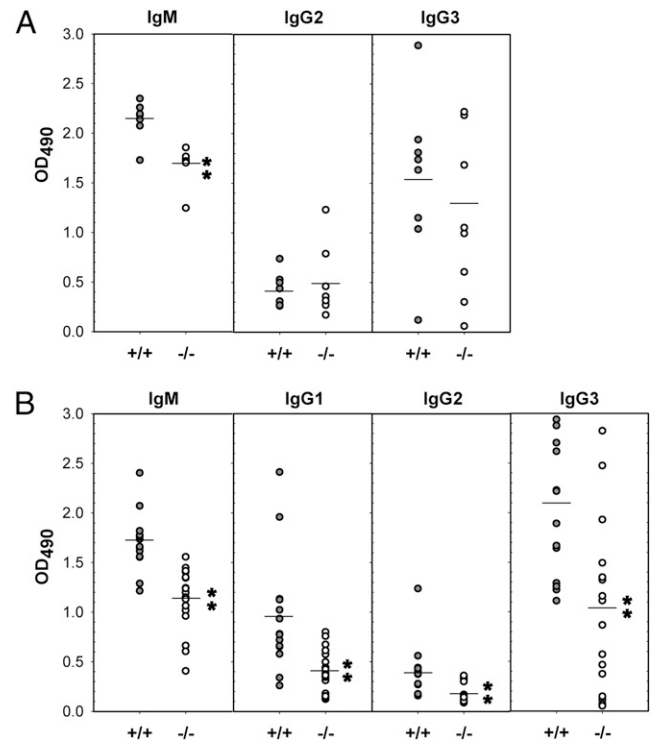 A
IgM IgG2 IgG3
3.0
2.5
2.0
1.5
1.0
0.5
0.0
OD490
**
+/+ -/- +/+ -/- +/+ -/-
B
IgM IgG1 IgG2 IgG3
3.0
2.5
2.0
1.5
1.0
0.5
0.0
OD490
** ** ** **
+/+ -/- +/+ -/- +/+ -/- +/+ -/-